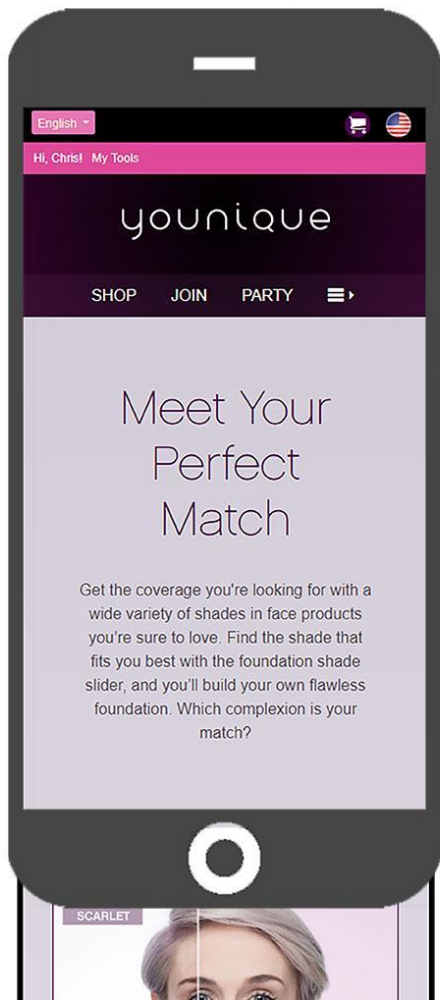 English
Hi, Chris! My Tools
younique
SHOP JOIN PARTY
Meet Your
Perfect
Match
Get the coverage you're looking for with a
wide variety of shades in face products
you’re sure to love. Find the shade that
fits you best with the foundation shade
slider, and you’ll build your own flawless
foundation. Which complexion is your
match?
SCARLET